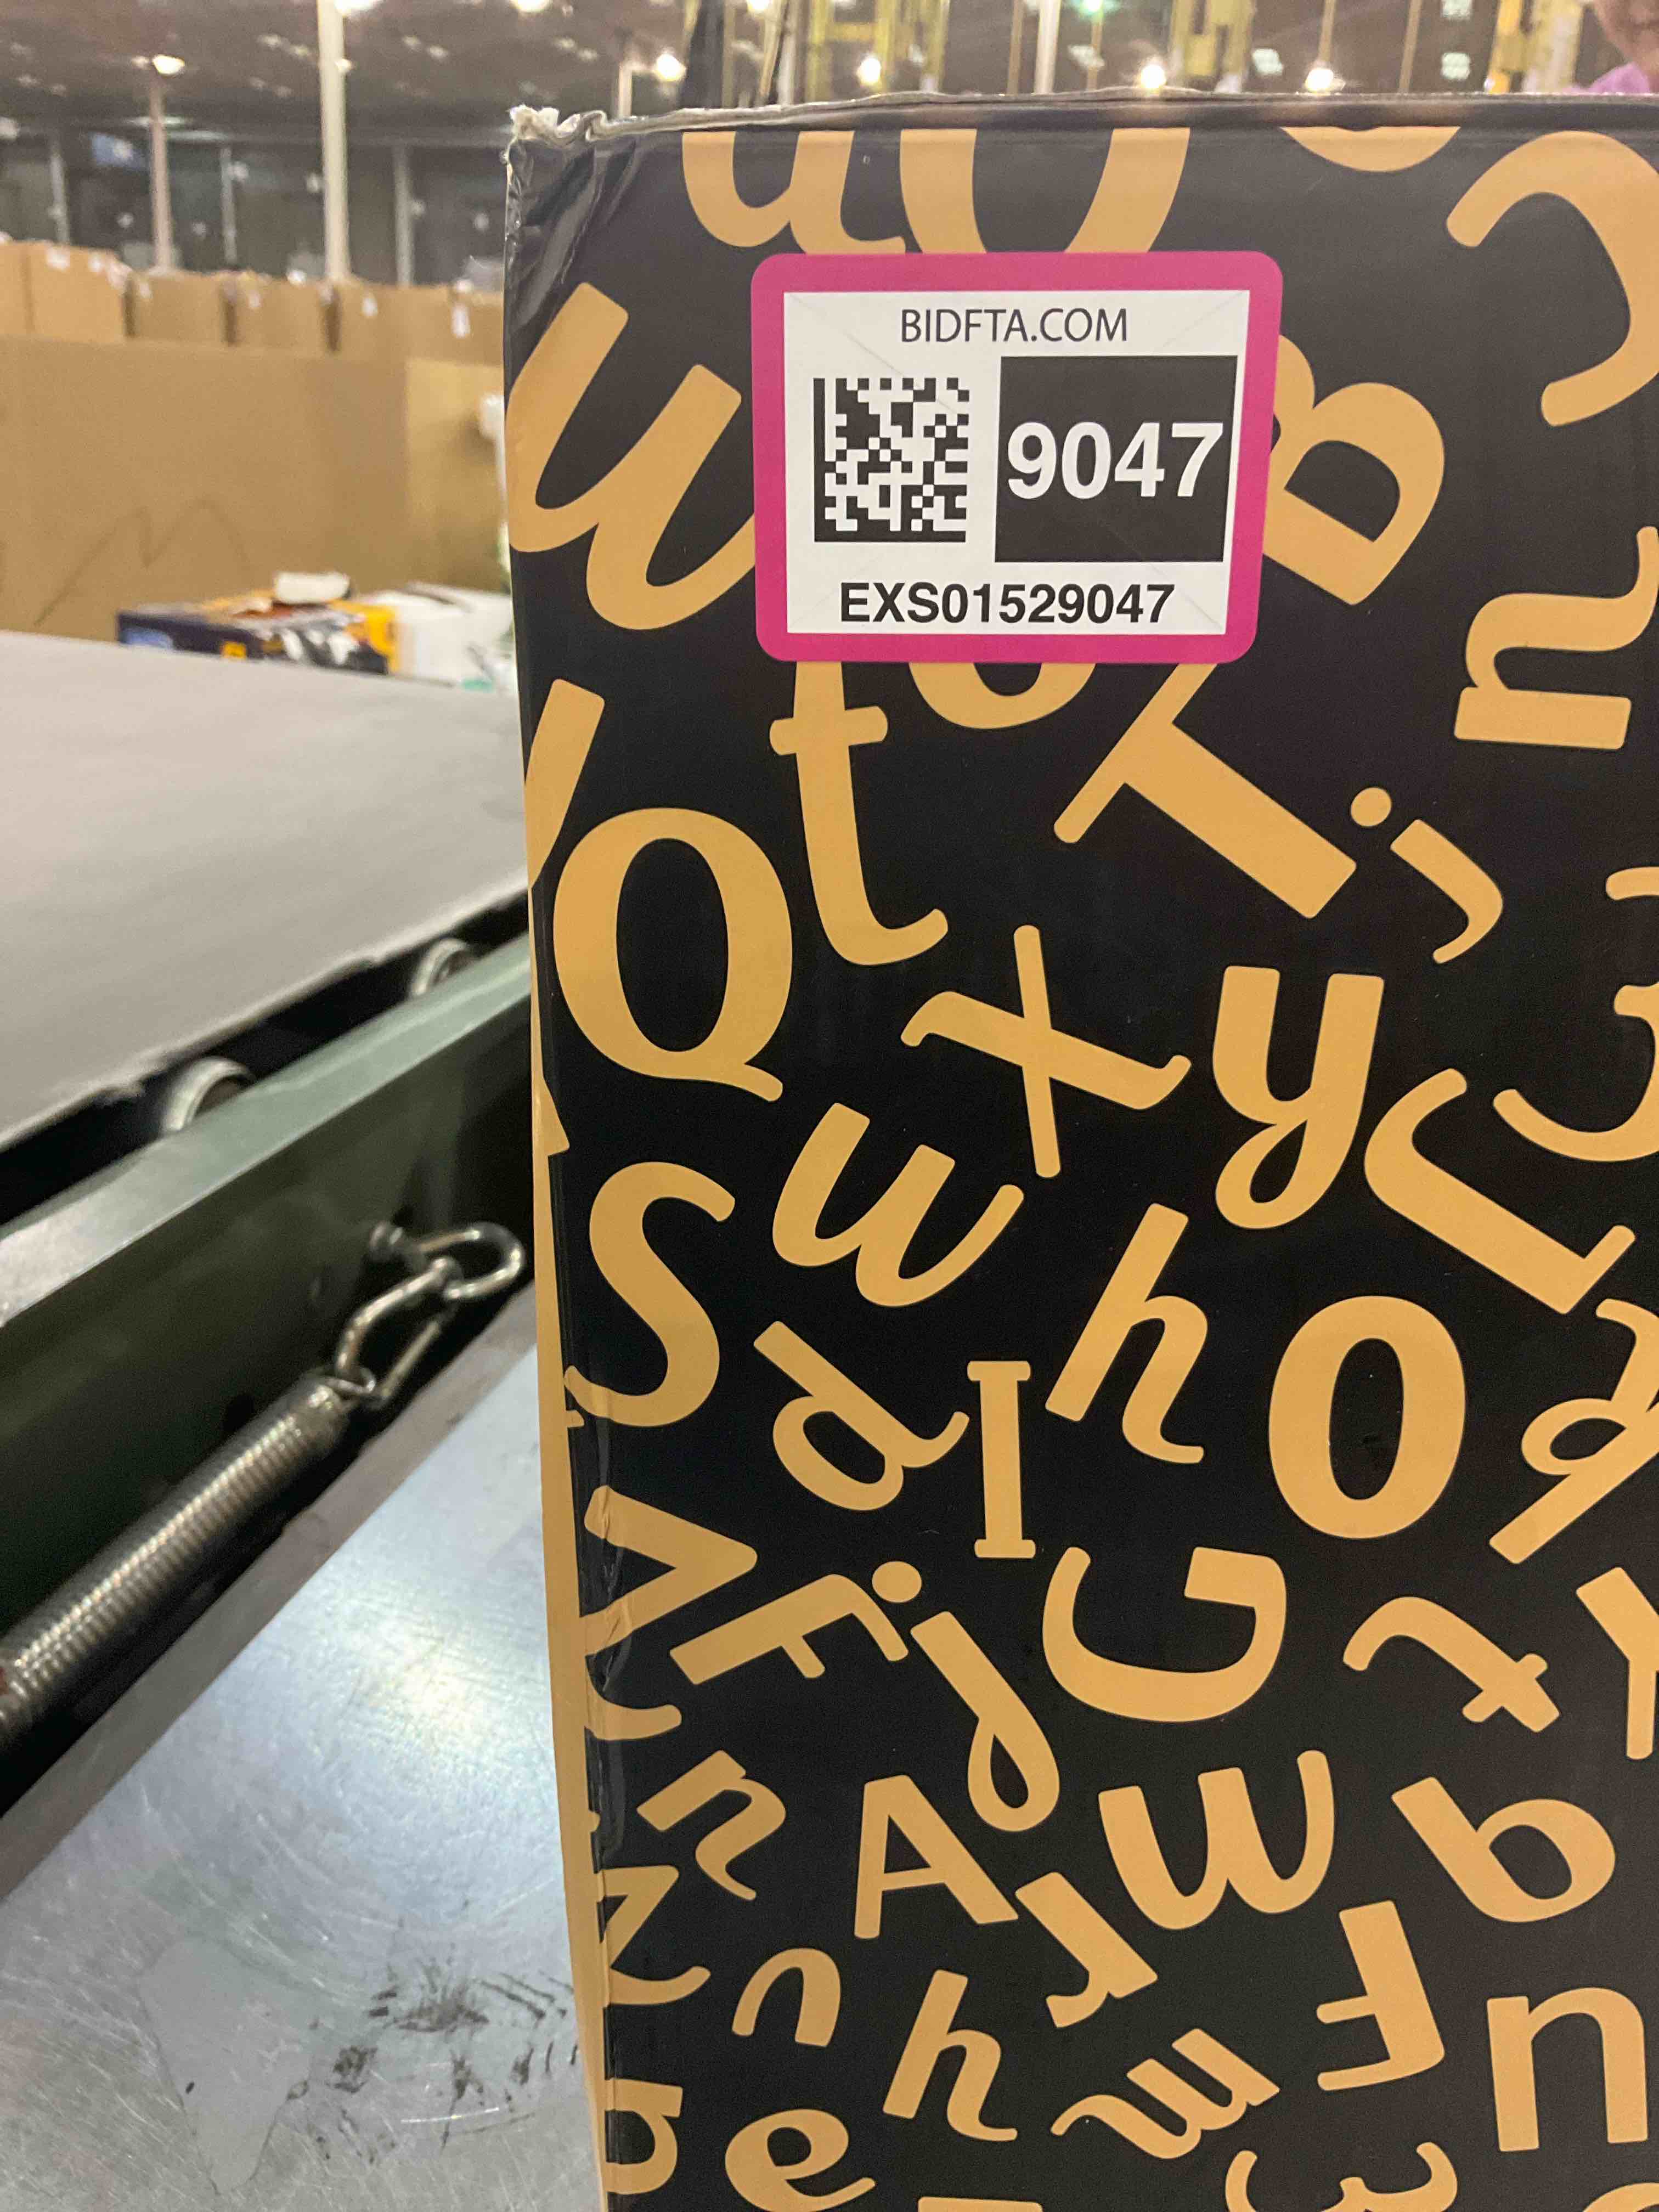 BIDFTA.COM
9047
EXS01529047
u O
w B
n
Q t T j
x y
S w h L
d I O
F j G t Y
n A r w q
Z n h F n
e m